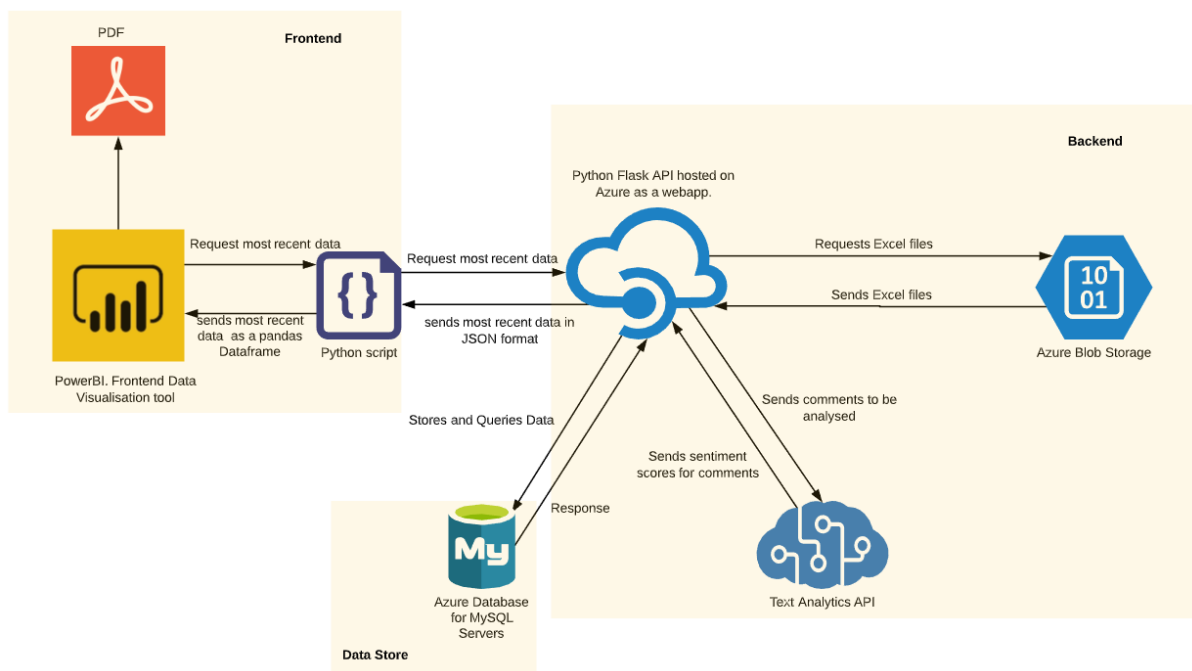 PDF
Frontend
Backend
Python Flask API hosted on
Azure as a webapp.
Request most recent data
Request most recent data
Requests Excel files
10
01
{}
Sends Excel files
sends most recent
data as a pandas
Dataframe
sends most recent data in
JSON format
Python script
Azure Blob Storage
PowerBI. Frontend Data
Visualisation tool
Sends comments to be
analysed
Stores and Queries Data
Sends sentiment
scores for comments
Response
My
Azure Database
for MySQL
Servers
Text Analytics API
Data Store